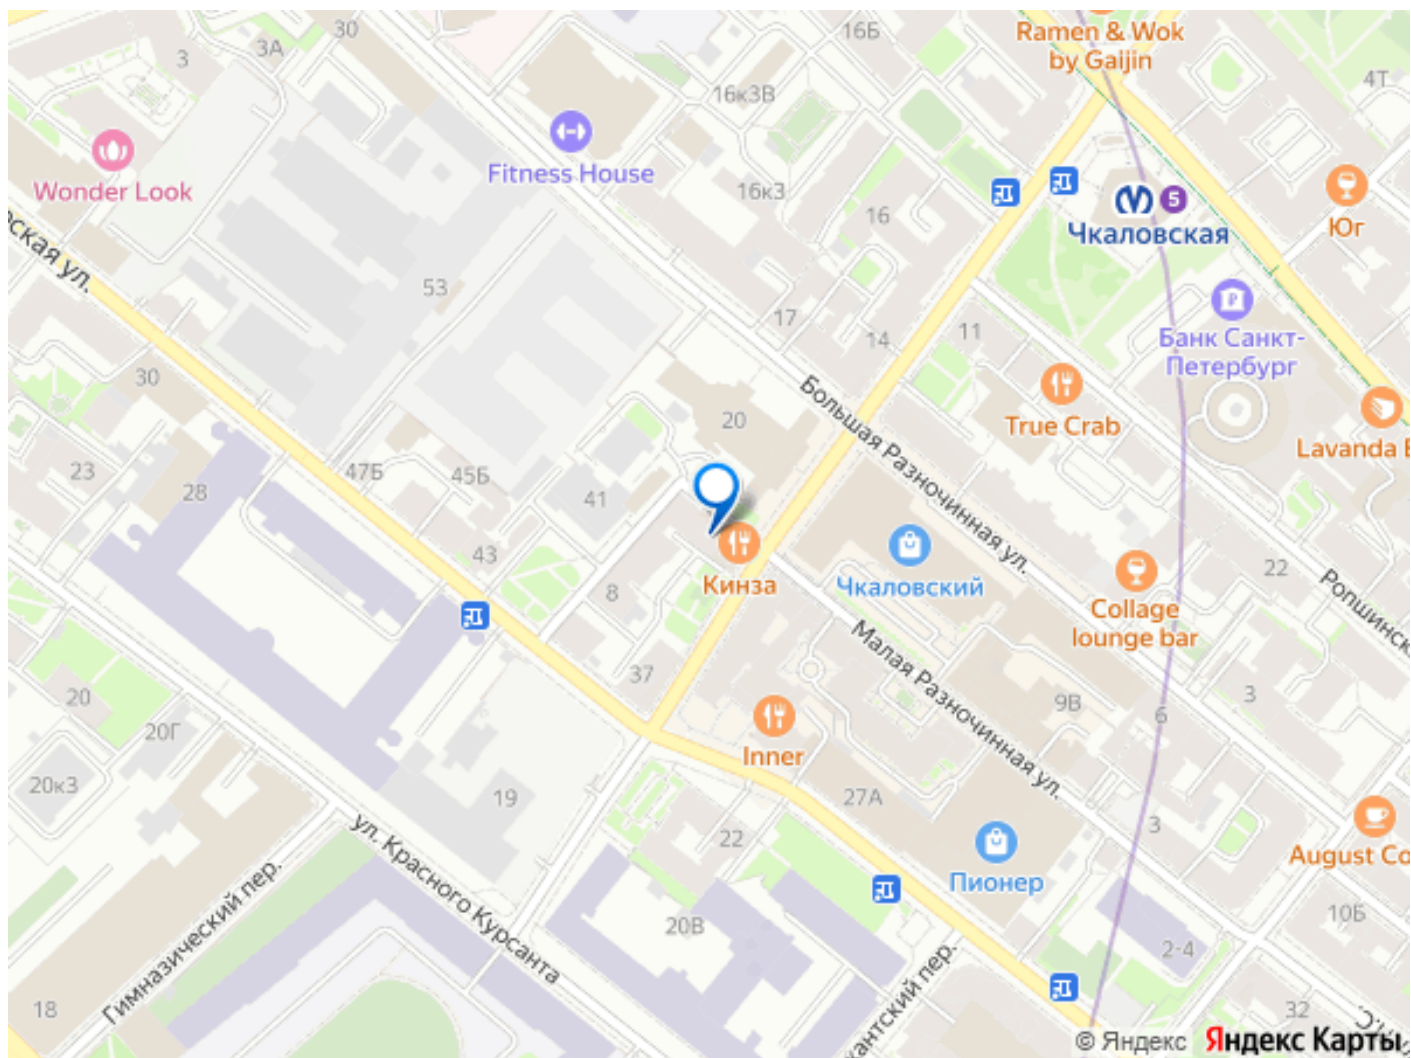 30
3А
3
16Б
Ramen & Wok
by Gaijin
4Т
16к3В
Wonder Look
Fitness House
16к3
16
5
Чкаловская
Юг
ская ул.
53
17
14
11
Банк Санкт-
Петербург
30
20
Большая Разночинная ул.
True Crab
Lavanda
23
28
47Б
45Б
41
43
8
Кинза
Чкаловский
Collage
lounge bar
22
Ропшинск
37
Малая Разночинная ул.
9В
6
3
20
20Г
20к3
Inner
19
27А
22
3
ул. Красного Курсанта
Пионер
August Co
Гимназический пер.
20В
10Б
2-4
18
кантский пер.
32
© Яндекс Яндекс Карты